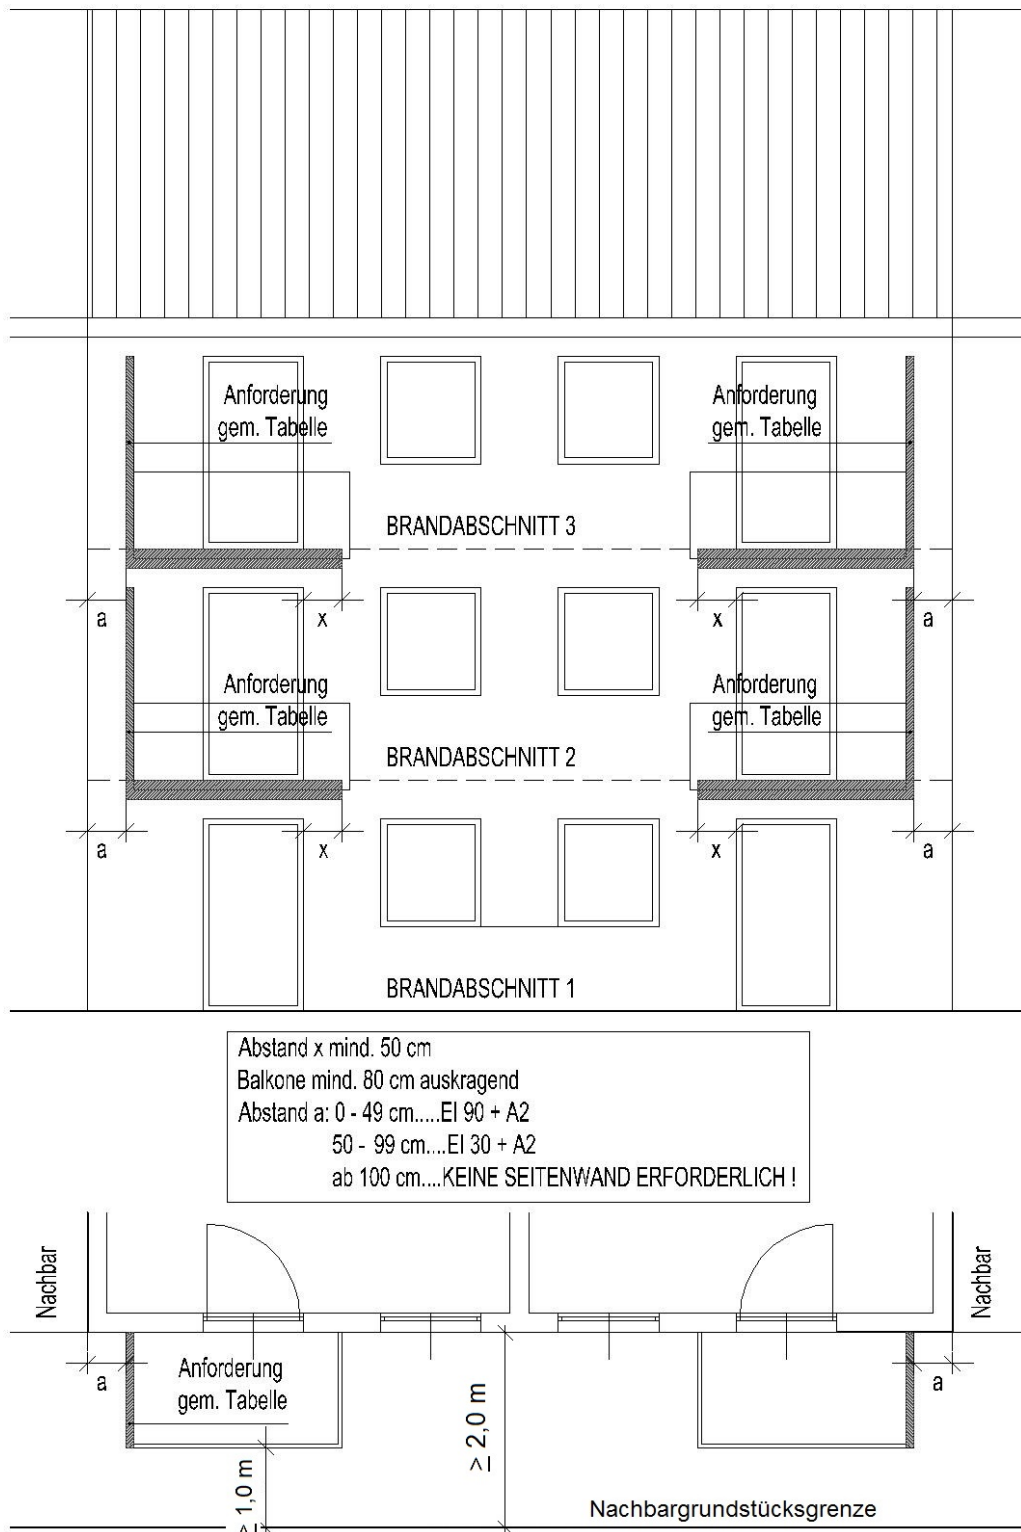 Anforderung
gem. Tabelle
Anforderung
gem. Tabelle
BRANDABSCHNITT 3
a
x
x
a
Anforderung
gem. Tabelle
Anforderung
gem. Tabelle
BRANDABSCHNITT 2
a
x
x
a
BRANDABSCHNITT 1
Abstand x mind. 50 cm
Balkone mind. 80 cm auskragend
Abstand a: 0 - 49 cm.....EI 90 + A2
50 - 99 cm....EI 30 + A2
ab 100 cm....KEINE SEITENWAND ERFORDERLICH !
Nachbar
Nachbar
a
Anforderung
gem. Tabelle
a
≥ 2,0 m
≥ 1,0 m
Nachbargrundstücksgrenze